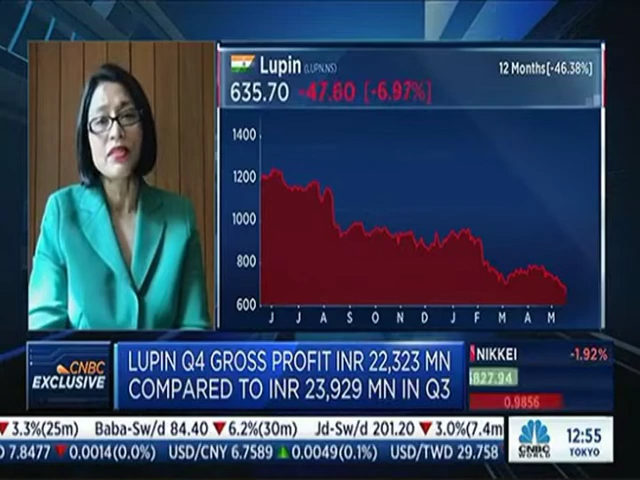 Lupin (LUPN.NS) 12 Months[-46.38%]
635.70 -47.60 [-6.97%]
1400
1200
1000
800
600
J J A S O N D J F M A M
CNBC
EXCLUSIVE
LUPIN Q4 GROSS PROFIT INR 22,323 MN
COMPARED TO INR 23,929 MN IN Q3
NIKKEI -1.92%
827.94
0.9856
3.3%(25m) Baba-Sw/d 84.40 6.2%(30m) Jd-Sw/d 201.20 3.0%(7.4m
D 7.8477 0.0014(0.0%) USD/CNY 6.7589 0.0049(0.1%) USD/TWD 29.758
CNBC
WORLD
12:55
TOKYO